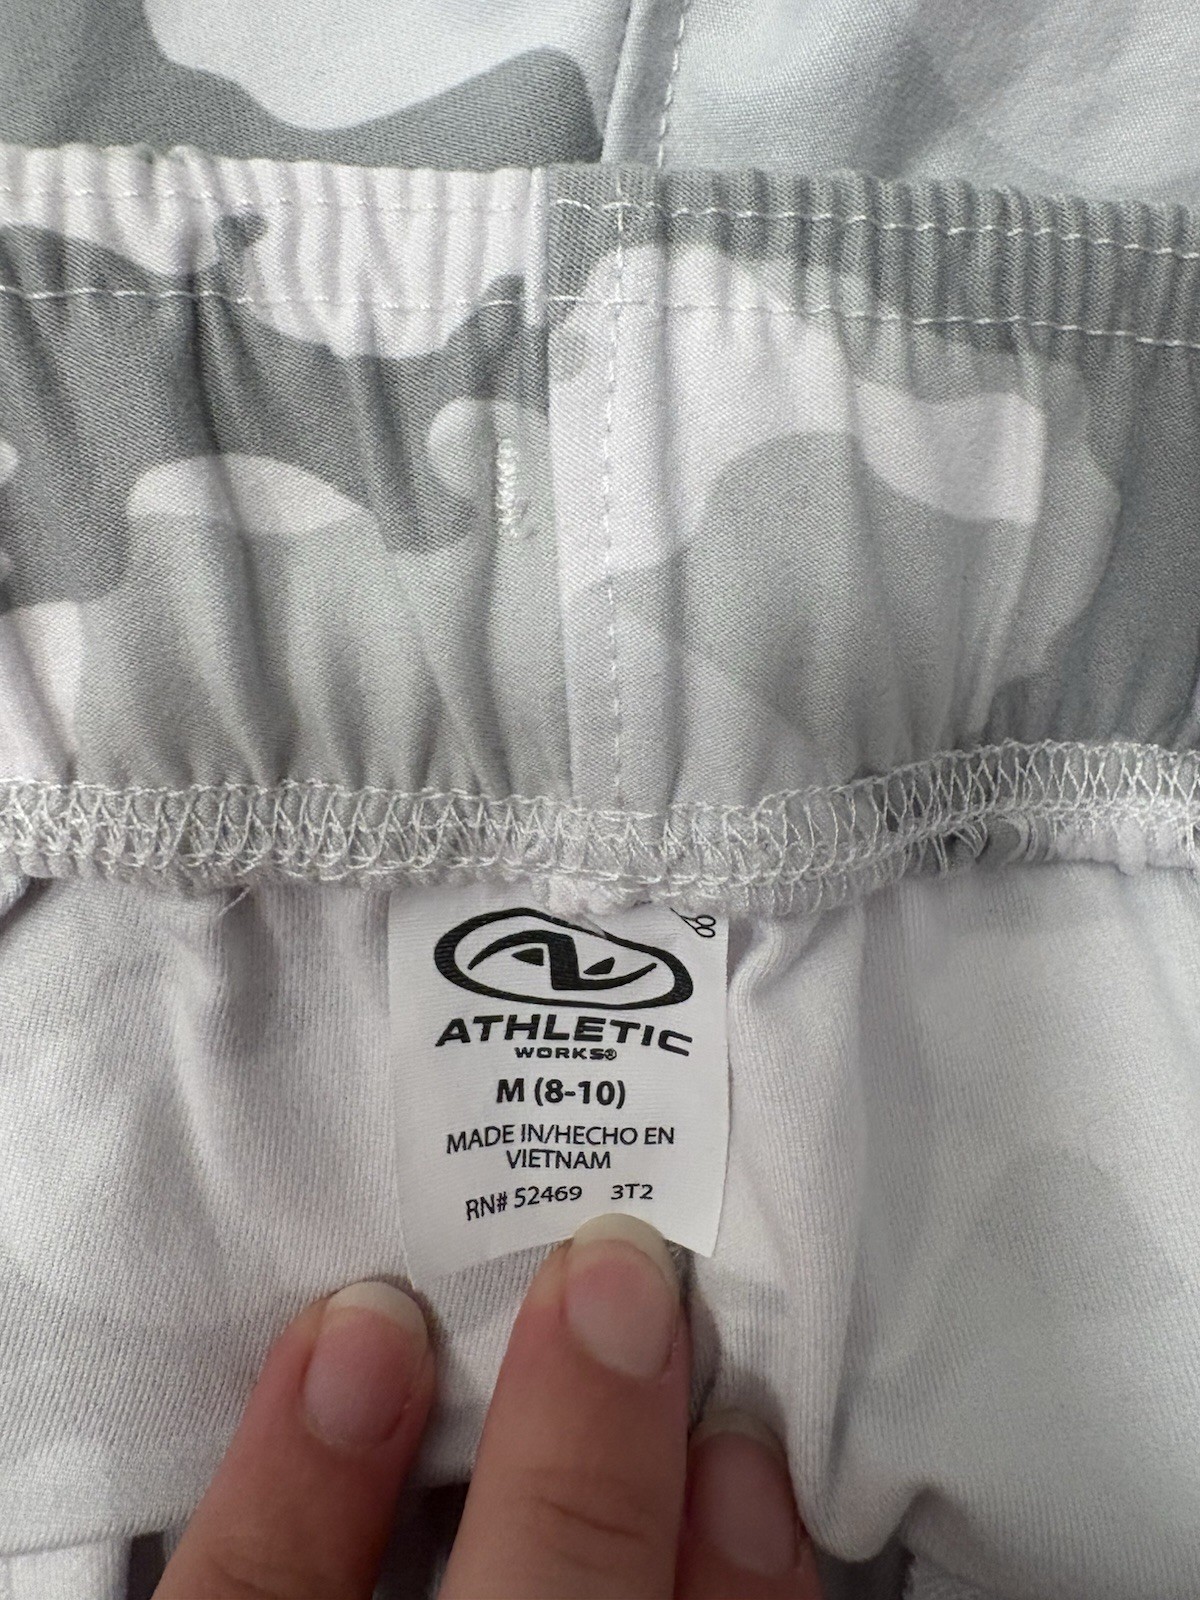 ATHLETIC
WORKS®
M (8-10)
MADE IN/HECHO EN
VIETNAM
RN# 52469 3T2